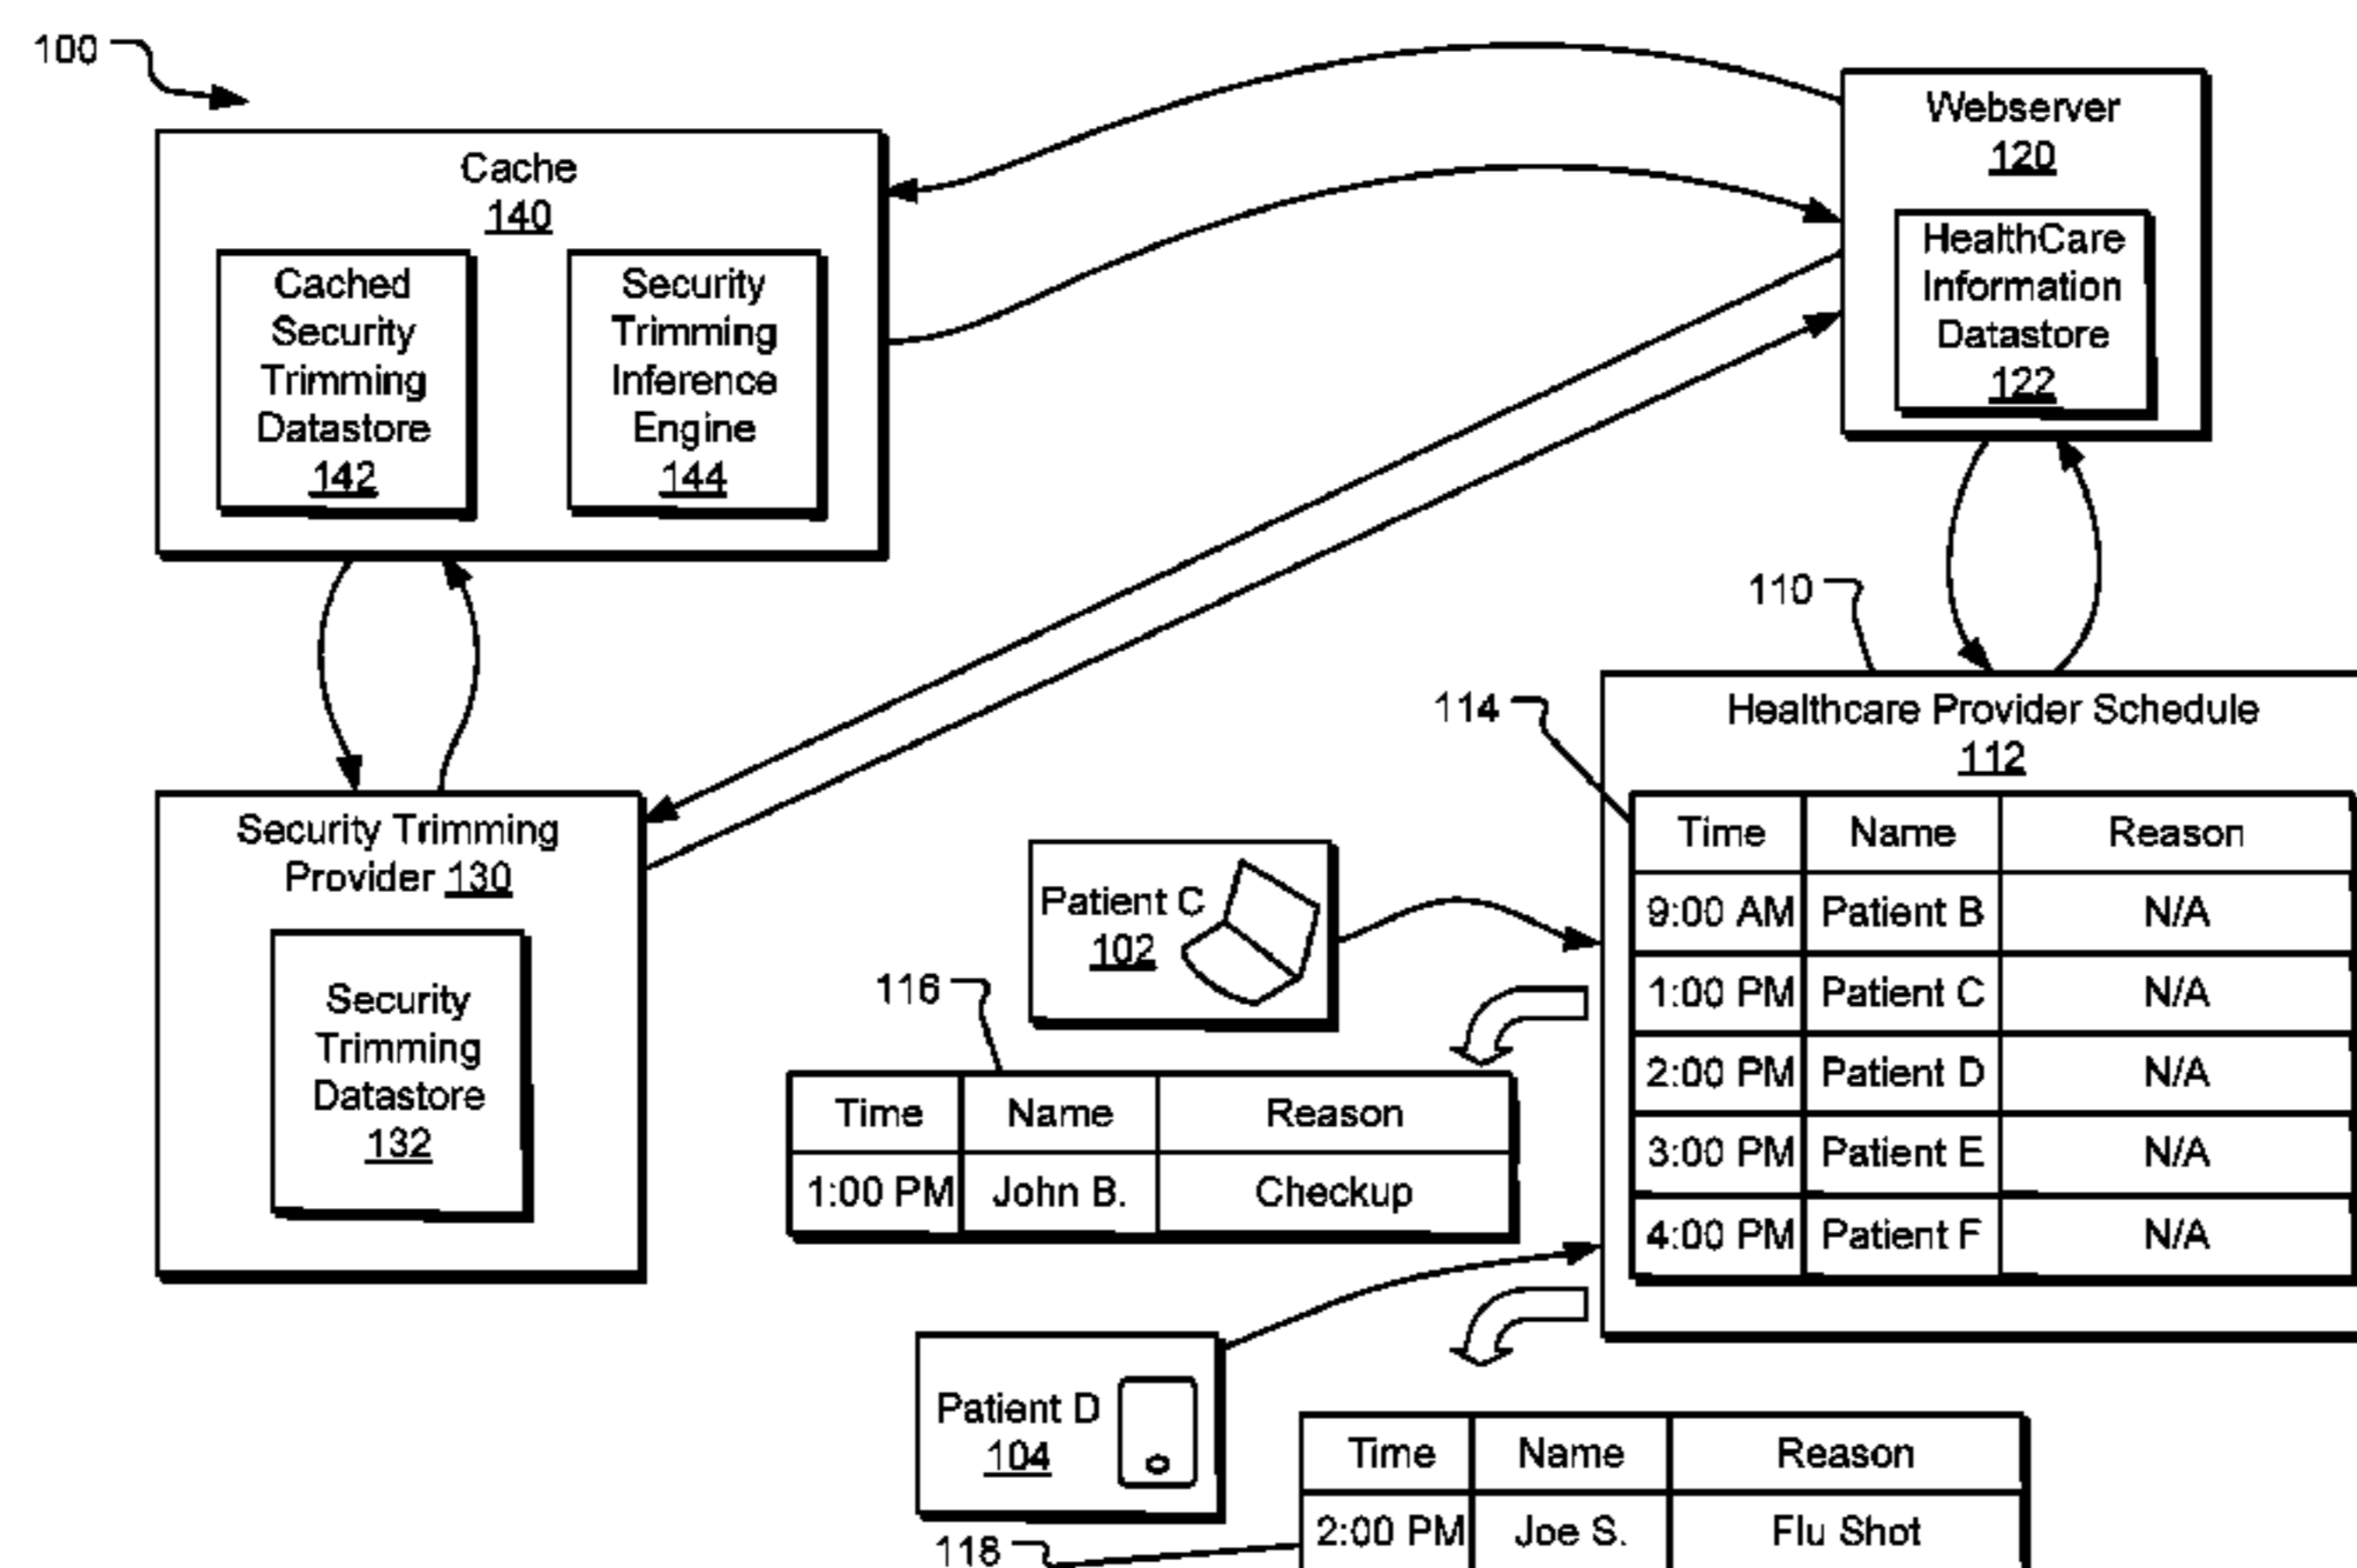 100
Cache
140
Cached
Security
Trimming
Datastore
142
Security
Trimming
Inference
Engine
144
Webserver
120
HealthCare
Information
Datastore
122
Security Trimming
Provider 130
Security
Trimming
Datastore
132
110
114
Healthcare Provider Schedule
112
Time Name Reason
9:00 AM Patient B N/A
1:00 PM Patient C N/A
2:00 PM Patient D N/A
3:00 PM Patient E N/A
4:00 PM Patient F N/A
Patient C
102
116
Time Name Reason
1:00 PM John B. Checkup
Patient D
104
118
Time Name Reason
2:00 PM Joe S. Flu Shot